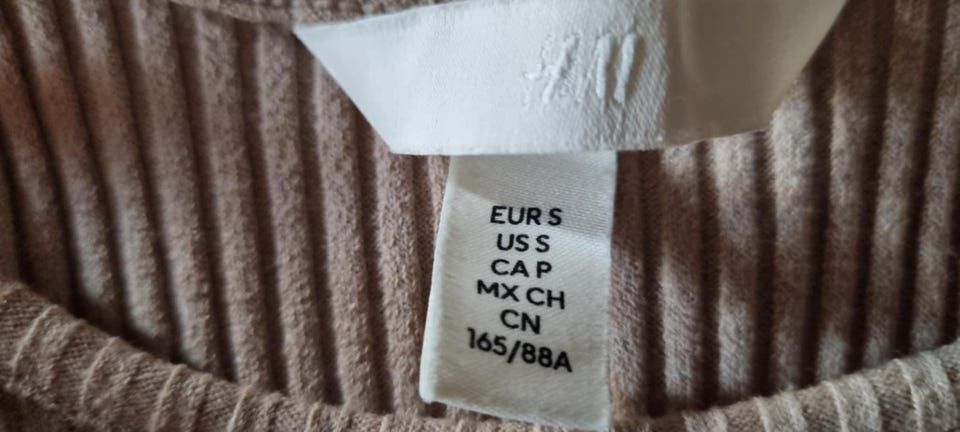 H&M
EUR S
US S
CA P
MX CH
CN
165/88A